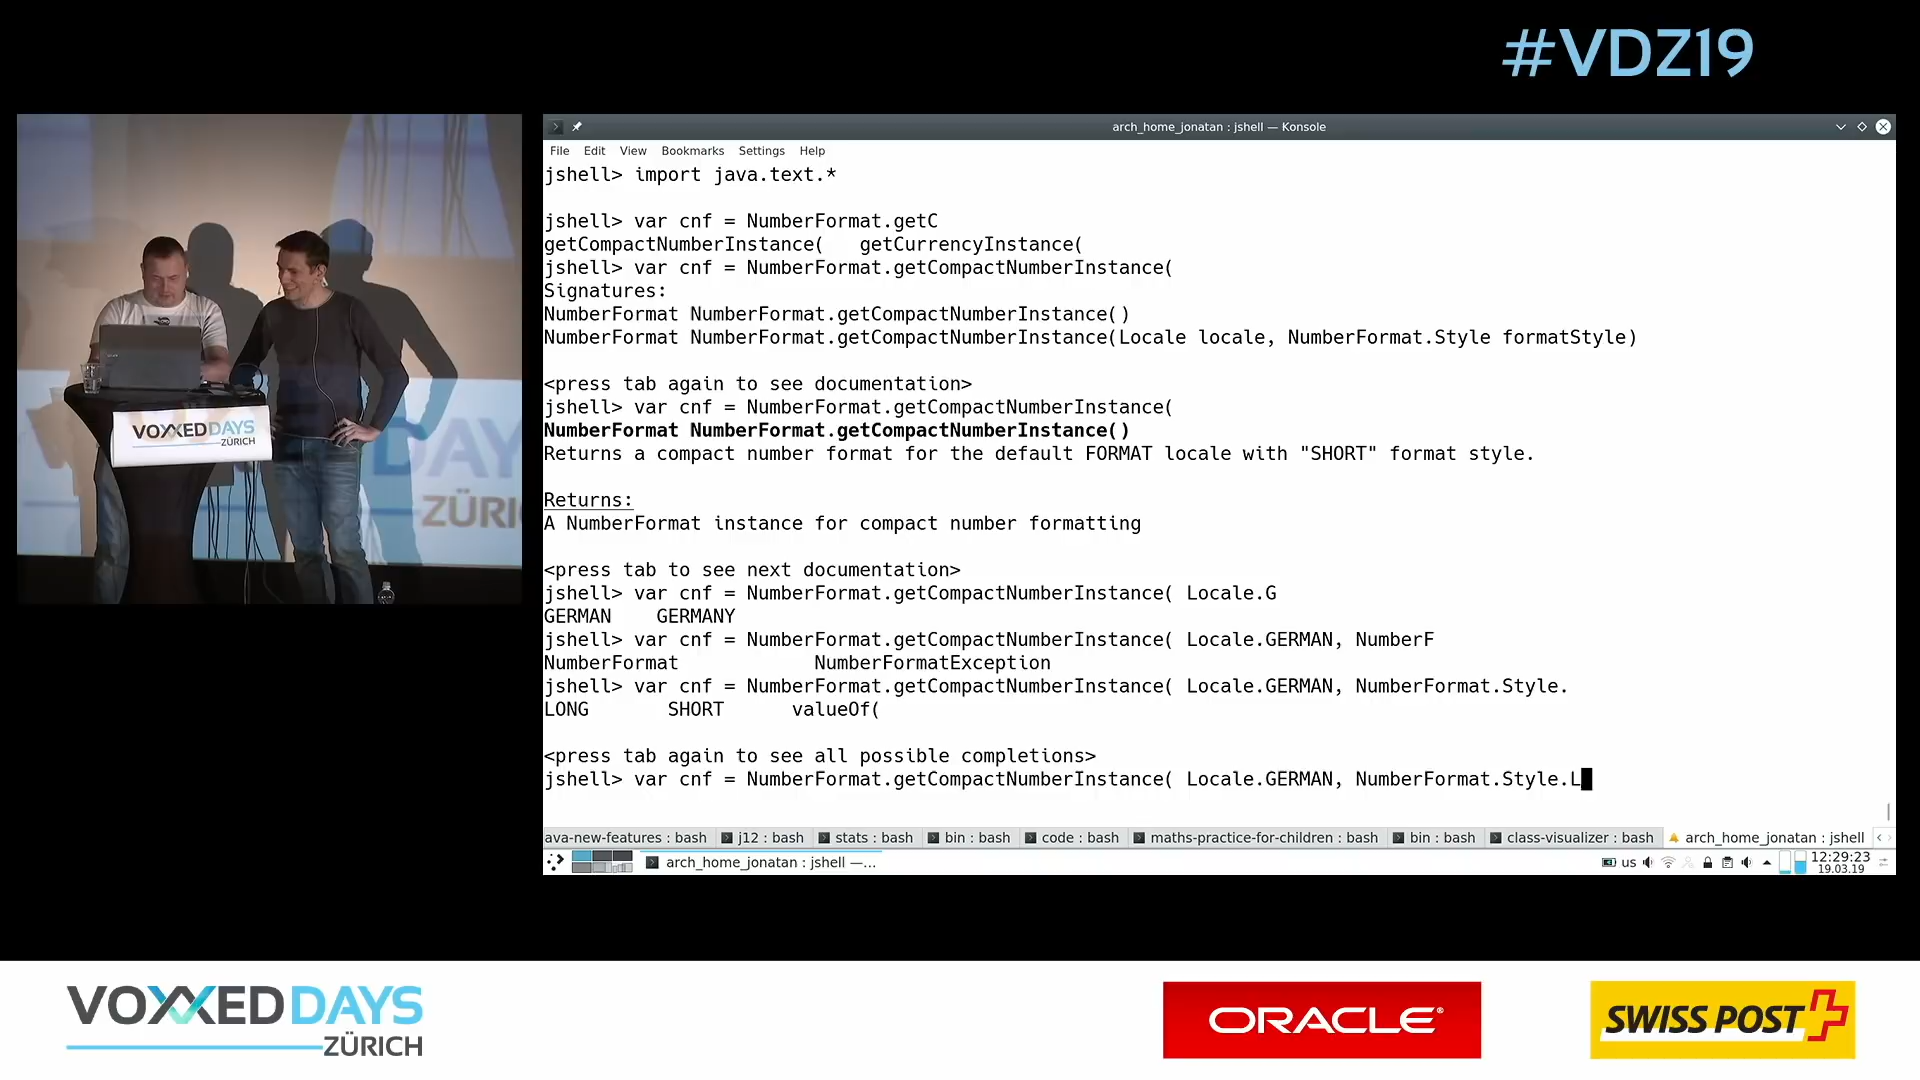 #VDZ19
arch_home_jonatan : jshell — Konsole
File Edit View Bookmarks Settings Help
jshell> import java.text.*
jshell> var cnf = NumberFormat.getC
getCompactNumberInstance(   getCurrencyInstance(
jshell> var cnf = NumberFormat.getCompactNumberInstance(
Signatures:
NumberFormat NumberFormat.getCompactNumberInstance()
NumberFormat NumberFormat.getCompactNumberInstance(Locale locale, NumberFormat.Style formatStyle)
<press tab again to see documentation>
jshell> var cnf = NumberFormat.getCompactNumberInstance(
NumberFormat NumberFormat.getCompactNumberInstance()
Returns a compact number format for the default FORMAT locale with "SHORT" format style.
Returns:
A NumberFormat instance for compact number formatting
<press tab to see next documentation>
jshell> var cnf = NumberFormat.getCompactNumberInstance( Locale.G
GERMAN    GERMANY
jshell> var cnf = NumberFormat.getCompactNumberInstance( Locale.GERMAN, NumberF
NumberFormat            NumberFormatException
jshell> var cnf = NumberFormat.getCompactNumberInstance( Locale.GERMAN, NumberFormat.Style.
LONG       SHORT      valueOf(
<press tab again to see all possible completions>
jshell> var cnf = NumberFormat.getCompactNumberInstance( Locale.GERMAN, NumberFormat.Style.L
ava-new-features : bash j12 : bash stats : bash bin : bash code : bash maths-practice-for-children : bash bin : bash class-visualizer : bash arch_home_jonatan : jshell
arch_home_jonatan : jshell —... us 12:29:23
19.03.19
VOXXEDDAYS
ZÜRICH
DAY
ZÜRI
VOXXEDDAYS
ZÜRICH
ORACLE®
SWISS POST